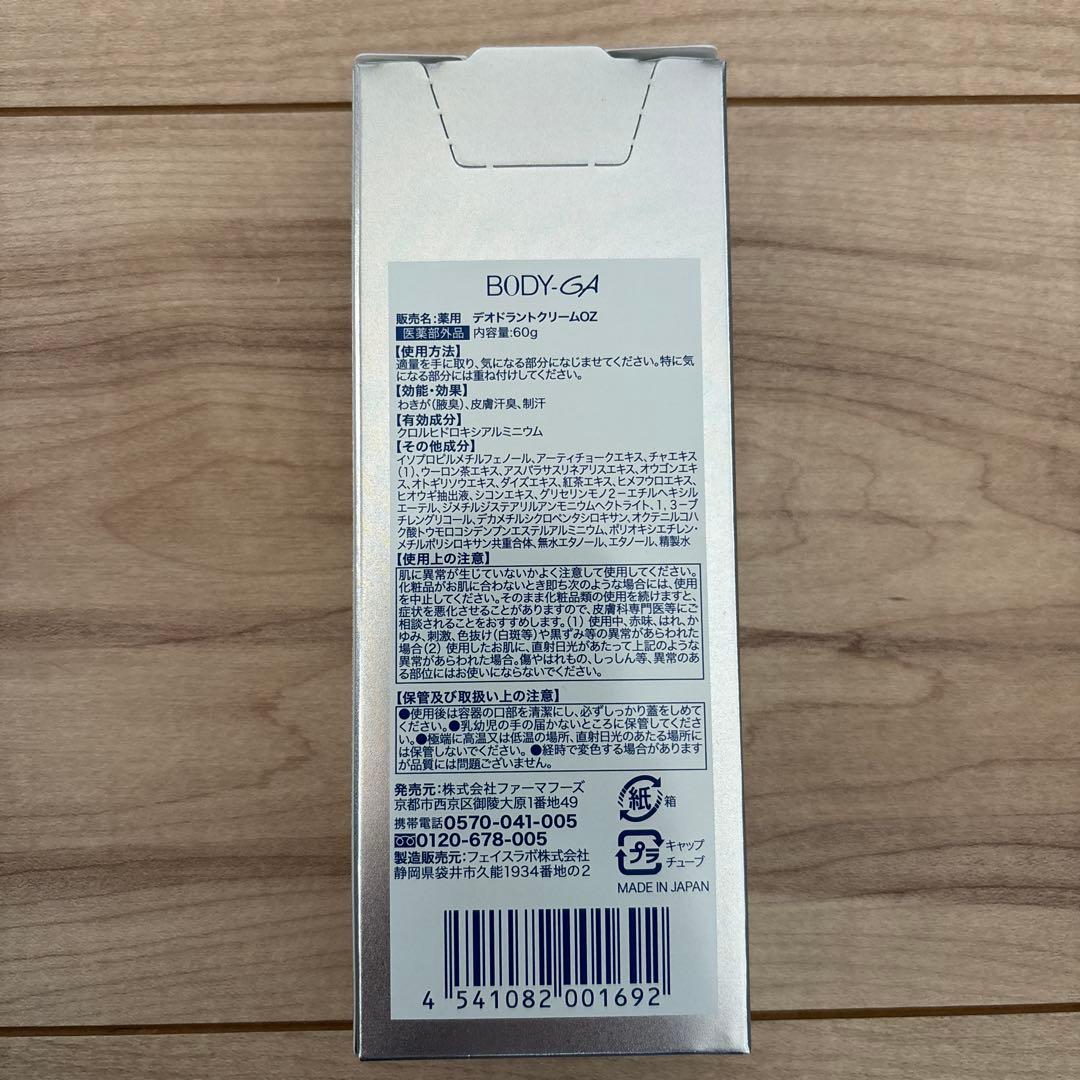 BODY-GA
販売名:薬用 デオドラントクリームOZ
医薬部外品 内容量:60g
【使用方法】
適量を手に取り、気になる部分になじませてください。特に気
になる部分には重ね付けしてください。
【効能・効果】
わきが(腋臭)、皮膚汗臭、制汗
【有効成分】
クロルヒドロキシアルミニウム
【その他成分】
イソプロピルメチルフェノール、アーティチョークエキス、チャエキス
(1)、ウーロン茶エキス、アスパラサスリネアリスエキス、オウゴンエキ
ス、オトギリソウエキス、ダイズエキス、紅茶エキス、ヒメフウロエキス、
ヒオウギ抽出液、シコンエキス、グリセリンモノ2-エチルヘキシル
エーテル、ジメチルジステアリルアンモニウムヘクトライト、1,3-ブ
チレングリコール、デカメチルシクロペンタシロキサン、オクテニルコハ
ク酸トウモロコシデンプンエステルアルミニウム、ポリオキシエチレン・
メチルポリシロキサン共重合体、無水エタノール、エタノール、精製水
【使用上の注意】
肌に異常が生じていないかよく注意して使用してください。
化粧品がお肌に合わないとき即ち次のような場合には、使用
を中止してください。そのまま化粧品類の使用を続けますと、
症状を悪化させることがありますので、皮膚科専門医等にご
相談されることをおすすめします。(1) 使用中、赤味、はれ、か
ゆみ、刺激、色抜け(白斑等)や黒ずみ等の異常があらわれた
場合(2) 使用したお肌に、直射日光があたって上記のような
異常があらわれた場合。傷やはれもの、しっしん等、異常のあ
る部位にはお使いにならないでください。
【保管及び取扱い上の注意】
●使用後は容器の口部を清潔にし、必ずしっかり蓋をしめて
ください。●乳幼児の手の届かないところに保管してくださ
い。●極端に高温又は低温の場所、直射日光のあたる場所に
は保管しないでください。●経時で変色する場合があります
が品質には問題ございません。
発売元:株式会社ファーマフーズ
京都市西京区御陵大原1番地49
携帯電話0570-041-005
0120-678-005
製造販売元:フェイスラボ株式会社
静岡県袋井市久能1934番地の2
紙 箱
プラ キャップ
チューブ
MADE IN JAPAN
4 541082 001692